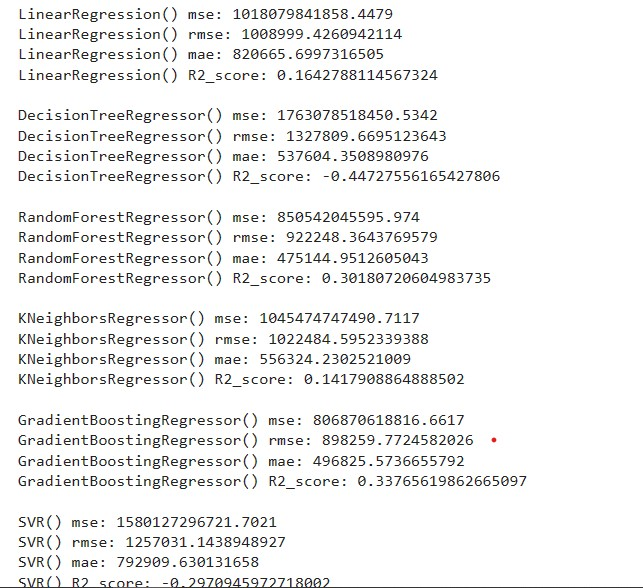 LinearRegression() mse: 1018079841858.4479
LinearRegression() rmse: 1008999.4260942114
LinearRegression() mae: 820665.6997316505
LinearRegression() R2_score: 0.1642788114567324
DecisionTreeRegressor() mse: 1763078518450.5342
DecisionTreeRegressor() rmse: 1327809.6695123643
DecisionTreeRegressor() mae: 537604.3508980976
DecisionTreeRegressor() R2_score: -0.44727556165427806
RandomForestRegressor() mse: 850542045595.974
RandomForestRegressor() rmse: 922248.3643769579
RandomForestRegressor() mae: 475144.9512605043
RandomForestRegressor() R2_score: 0.30180720604983735
KNeighborsRegressor() mse: 1045474747490.7117
KNeighborsRegressor() rmse: 1022484.5952339388
KNeighborsRegressor() mae: 556324.2302521009
KNeighborsRegressor() R2_score: 0.1417908864888502
GradientBoostingRegressor() mse: 806870618816.6617
GradientBoostingRegressor() rmse: 898259.7724582026
GradientBoostingRegressor() mae: 496825.5736655792
GradientBoostingRegressor() R2_score: 0.33765619862665097
SVR() mse: 1580127296721.7021
SVR() rmse: 1257031.1438948927
SVR() mae: 792909.630131658
SVR() R2_score: -0.2970945972718002